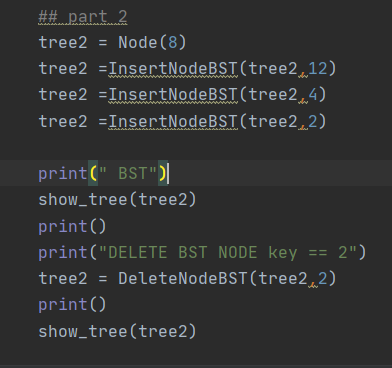 ## part 2
tree2 = Node(8)
tree2 =InsertNodeBST(tree2,12)
tree2 =InsertNodeBST(tree2,4)
tree2 =InsertNodeBST(tree2,2)
print(" BST")
show_tree(tree2)
print()
print("DELETE BST NODE key == 2")
tree2 = DeleteNodeBST(tree2,2)
print()
show_tree(tree2)